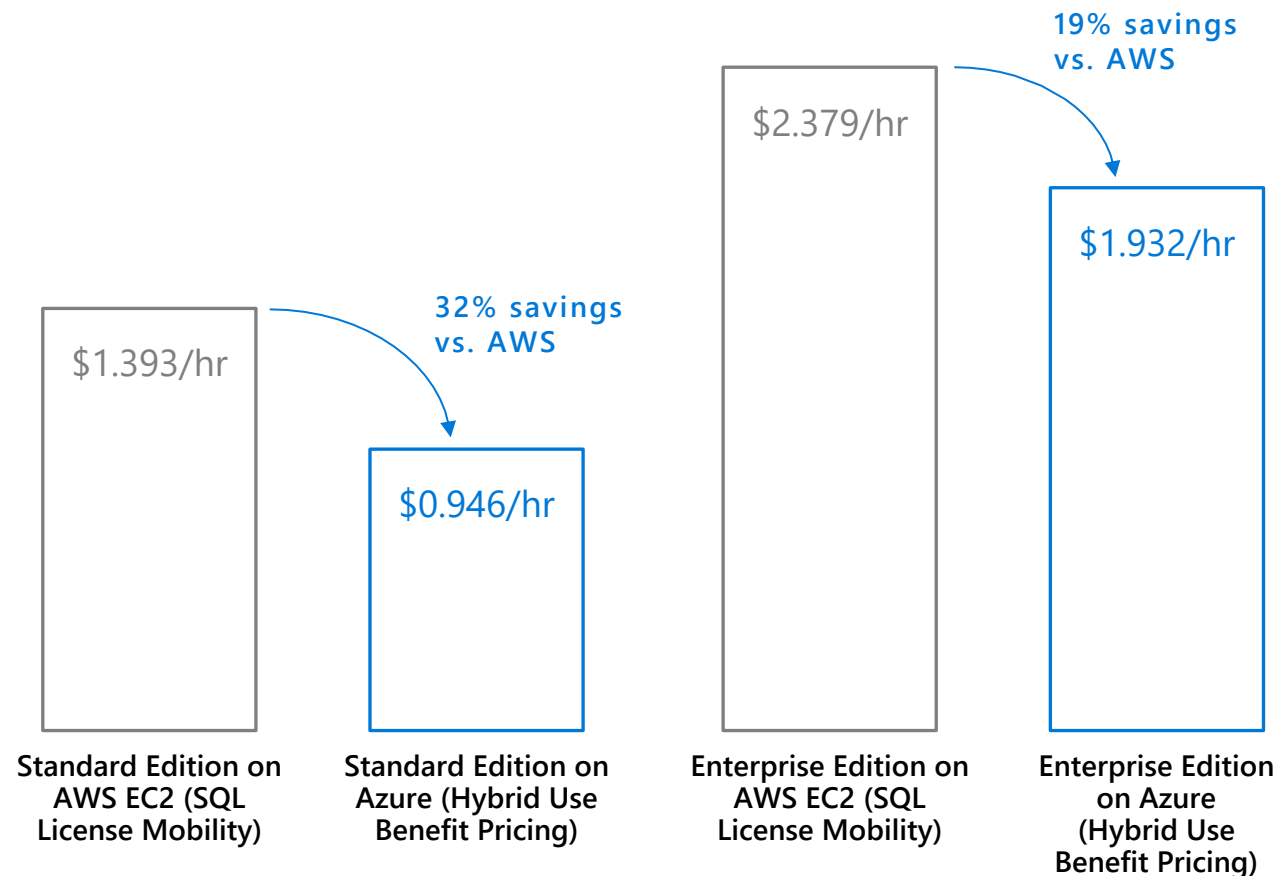 19% savings
vs. AWS
$2.379/hr
$1.932/hr
32% savings
vs. AWS
$1.393/hr
$0.946/hr
Standard Edition on
AWS EC2 (SQL
License Mobility)
Standard Edition on
Azure (Hybrid Use
Benefit Pricing)
Enterprise Edition on
AWS EC2 (SQL
License Mobility)
Enterprise Edition
on Azure
(Hybrid Use
Benefit Pricing)